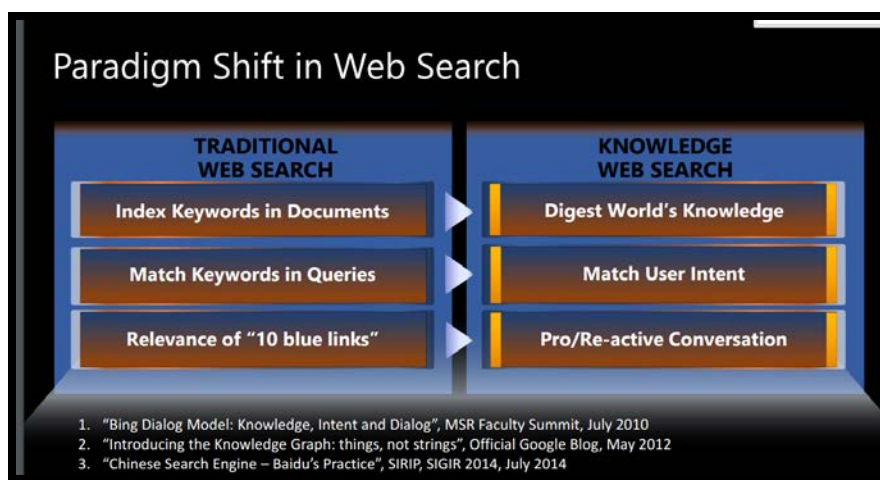 Paradigm Shift in Web Search
TRADITIONAL
WEB SEARCH
Index Keywords in Documents
Match Keywords in Queries
Relevance of “10 blue links”
KNOWLEDGE
WEB SEARCH
Digest World’s Knowledge
Match User Intent
Pro/Re-active Conversation
1. “Bing Dialog Model: Knowledge, Intent and Dialog”, MSR Faculty Summit, July 2010
2. “Introducing the Knowledge Graph: things, not strings”, Official Google Blog, May 2012
3. “Chinese Search Engine – Baidu’s Practice”, SIRIP, SIGIR 2014, July 2014